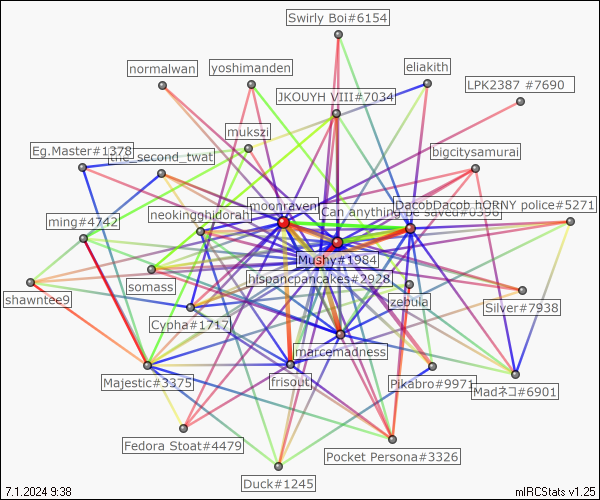 Swirly Boi#6154
normalwan
yoshimanden
eliakith
LPK2387 #7690
JKOUYH VIII#7034
mukszi
Eg.Master#1378
the_second_twat
bigcitysamurai
moonraven
neokingghidorah
Can anything be saved#0398
DacobDacob hORNY police#5271
ming#4742
Mushy#1984
hispancpancakes#2928
somass
shawntee9
zebula
Silver#7938
Cypha#1717
marcemadness
Majestic#3375
frisout
Pikabro#9971
Madネコ#6901
Fedora Stoat#4479
Pocket Persona#3326
Duck#1245
7.1.2024 9:38
mIRCStats v1.25